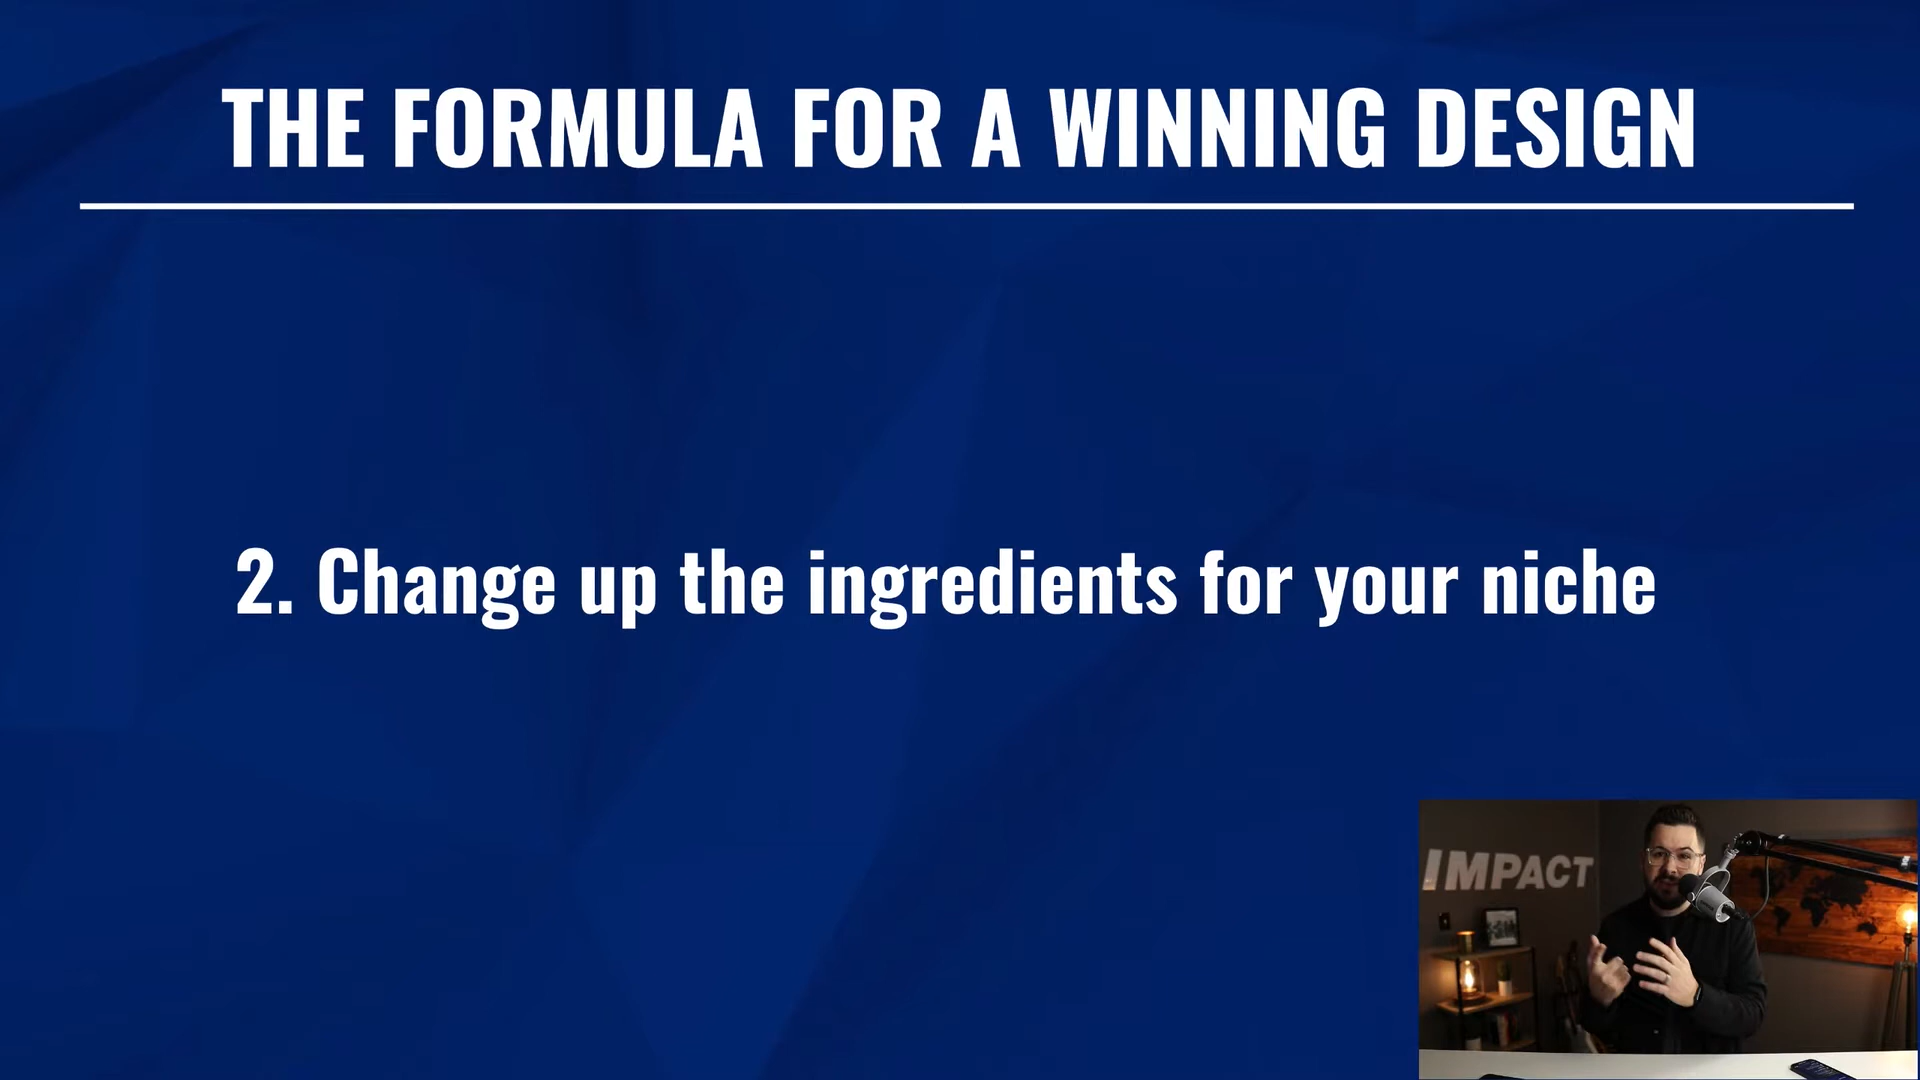 THE FORMULA FOR A WINNING DESIGN
2. Change up the ingredients for your niche
IMPACT